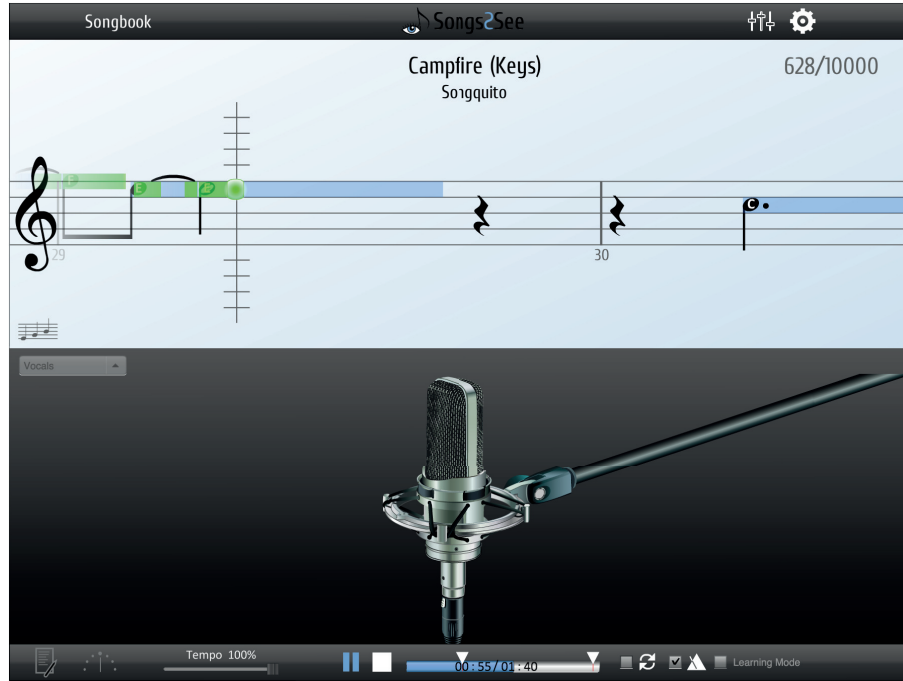 Songbook
Songs2See
Campfire (Keys)
628/10000
Songquito
F
E
E
C
29
30
Vocals
Tempo 100%
00:55/01:40
Learning Mode